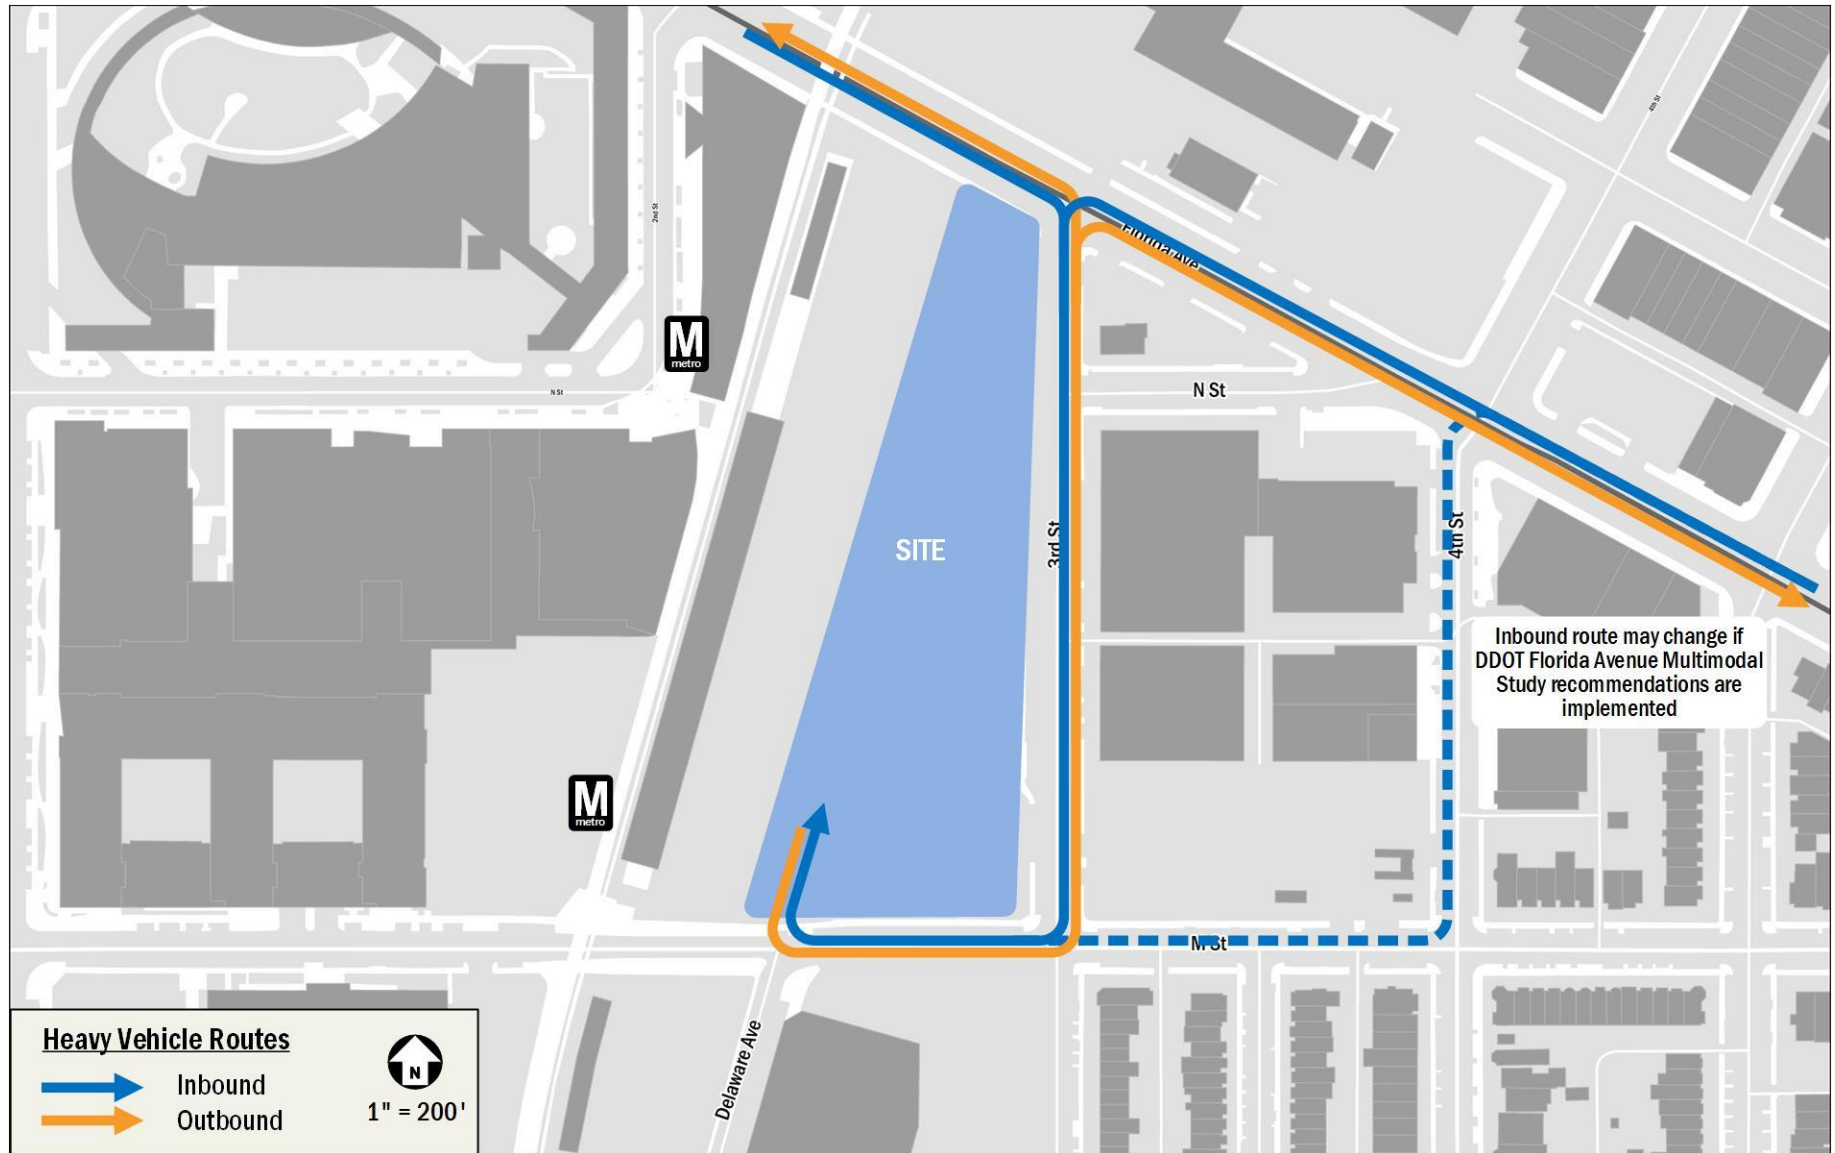 4th St
2nd St
Florida Ave
M
metro
N St
N St
3rd St
SITE
4th St
Inbound route may change if
DDOT Florida Avenue Multimodal
Study recommendations are
implemented
M
metro
M St
Delaware Ave
Heavy Vehicle Routes
Inbound
Outbound
N
1" = 200'